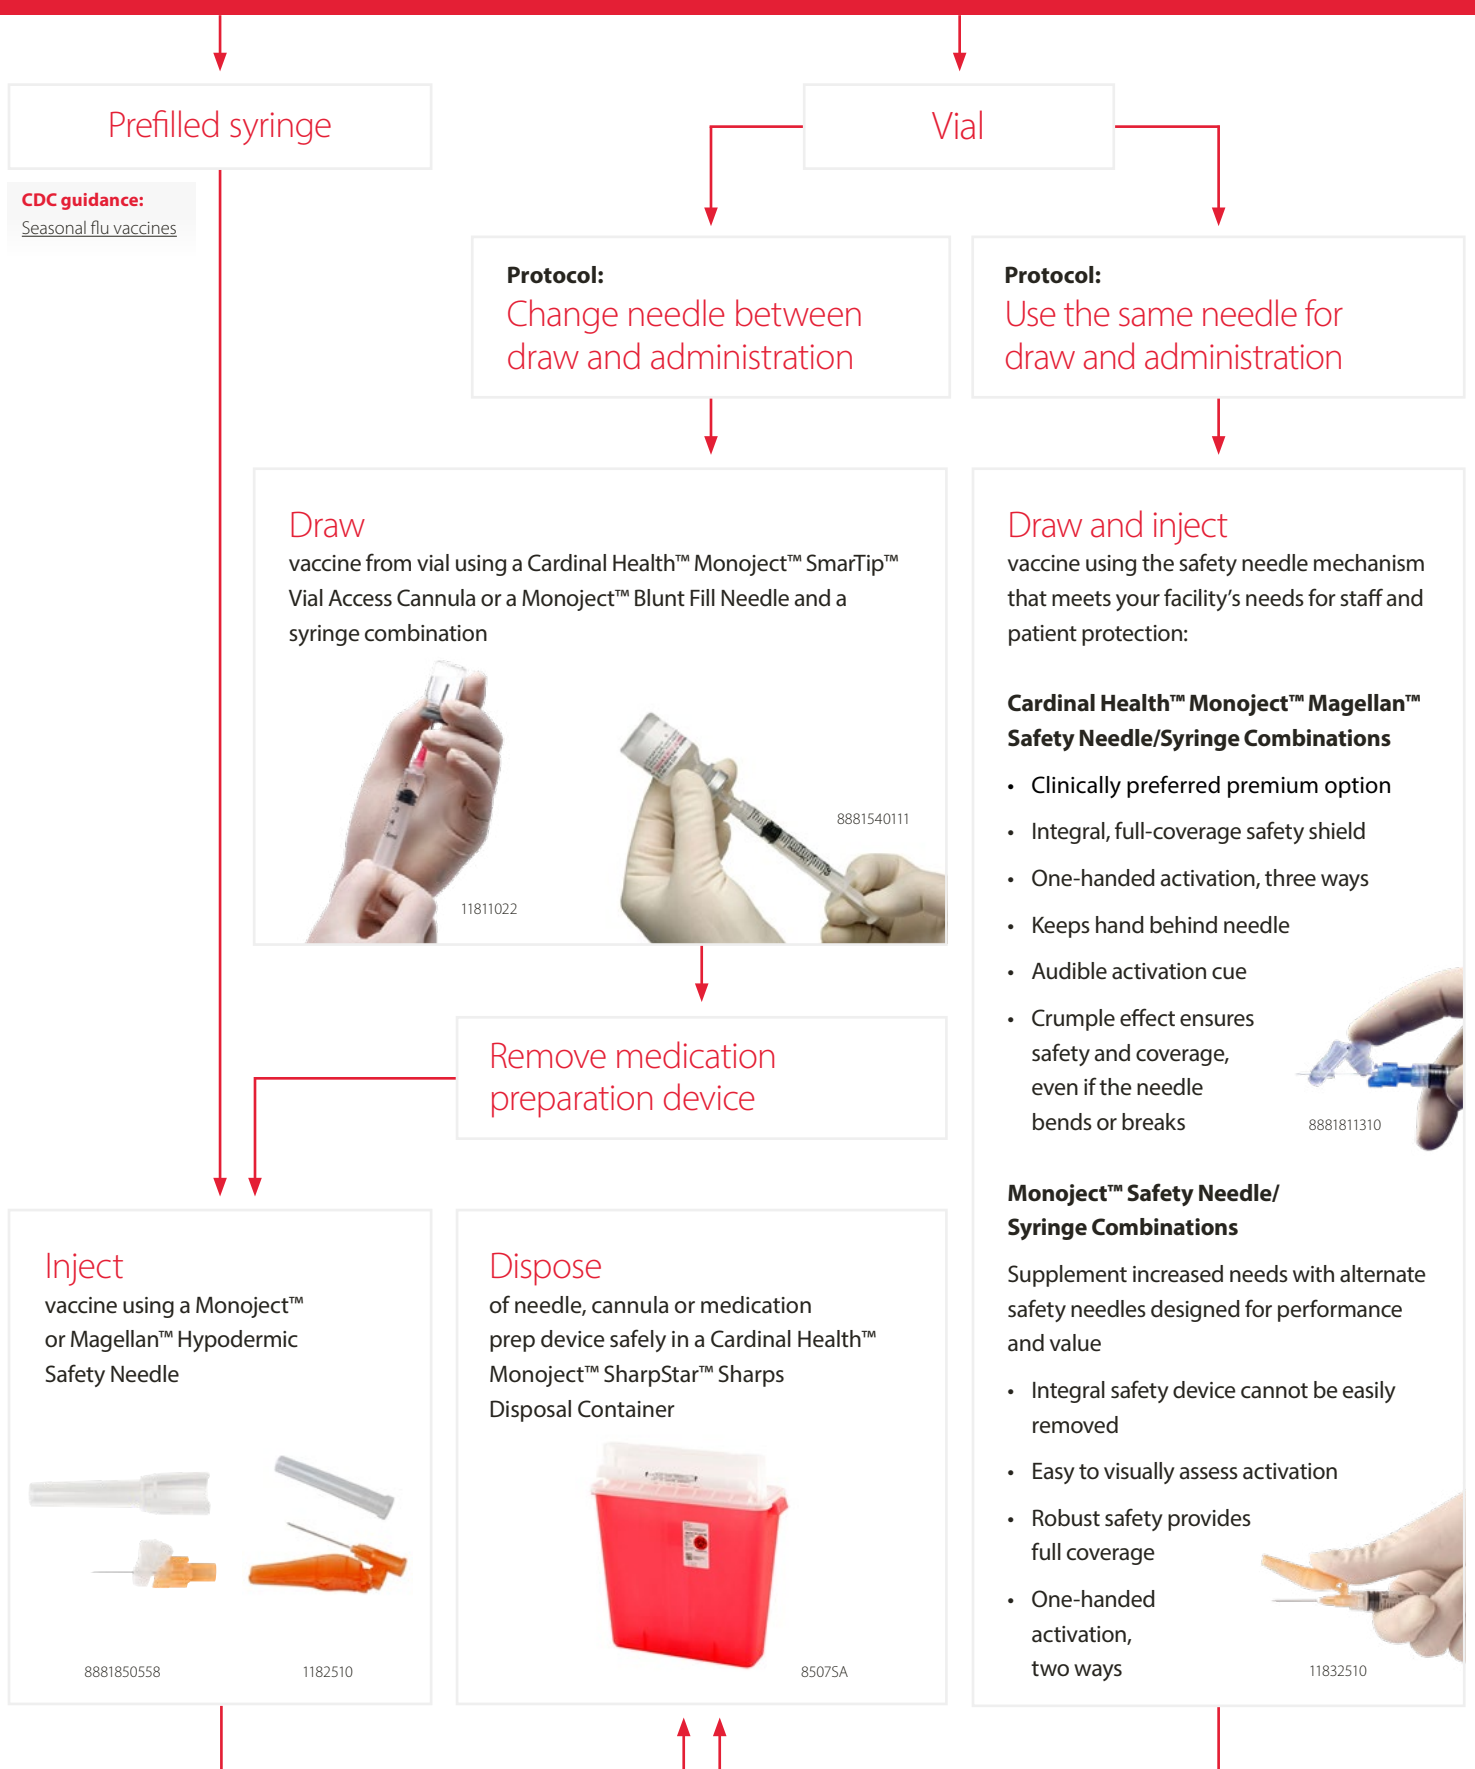 Prefilled syringe
Vial
CDC guidance:
Seasonal flu vaccines
Protocol:
Change needle between
draw and administration
Protocol:
Use the same needle for
draw and administration
Draw
vaccine from vial using a Cardinal Health™ Monoject™ SmarTip™
Vial Access Cannula or a Monoject™ Blunt Fill Needle and a
syringe combination
8881540111
11811022
Remove medication
preparation device
Inject
vaccine using a Monoject™
or Magellan™ Hypodermic
Safety Needle
8881850558
1182510
Dispose
of needle, cannula or medication
prep device safely in a Cardinal Health™
Monoject™ SharpStar™ Sharps
Disposal Container
8507SA
Draw and inject
vaccine using the safety needle mechanism
that meets your facility's needs for staff and
patient protection:
Cardinal Health™ Monoject™ Magellan™
Safety Needle/Syringe Combinations
• Clinically preferred premium option
• Integral, full-coverage safety shield
• One-handed activation, three ways
• Keeps hand behind needle
• Audible activation cue
• Crumple effect ensures
safety and coverage,
even if the needle
bends or breaks
8881811310
Monoject™ Safety Needle/
Syringe Combinations
Supplement increased needs with alternate
safety needles designed for performance
and value
• Integral safety device cannot be easily
removed
• Easy to visually assess activation
• Robust safety provides
full coverage
• One-handed
activation,
two ways
11832510